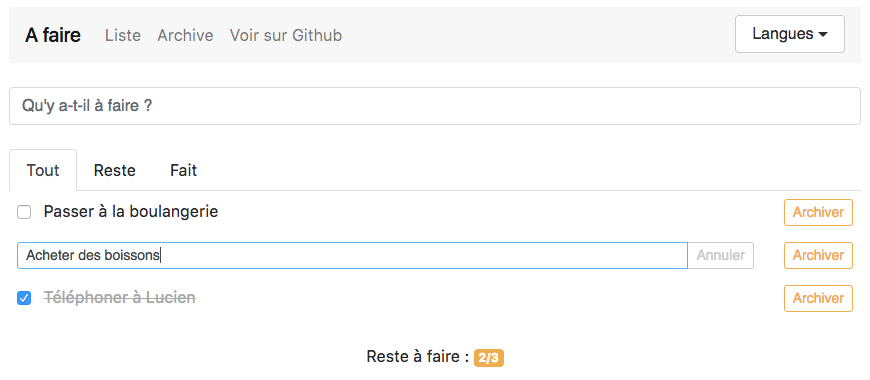 A faire Liste Archive Voir sur Github Langues
Qu'y a-t-il à faire ?
Tout Reste Fait
Passer à la boulangerie Archiver
Acheter des boissons Annuler Archiver
Téléphoner à Lucien Archiver
Reste à faire : 2/3